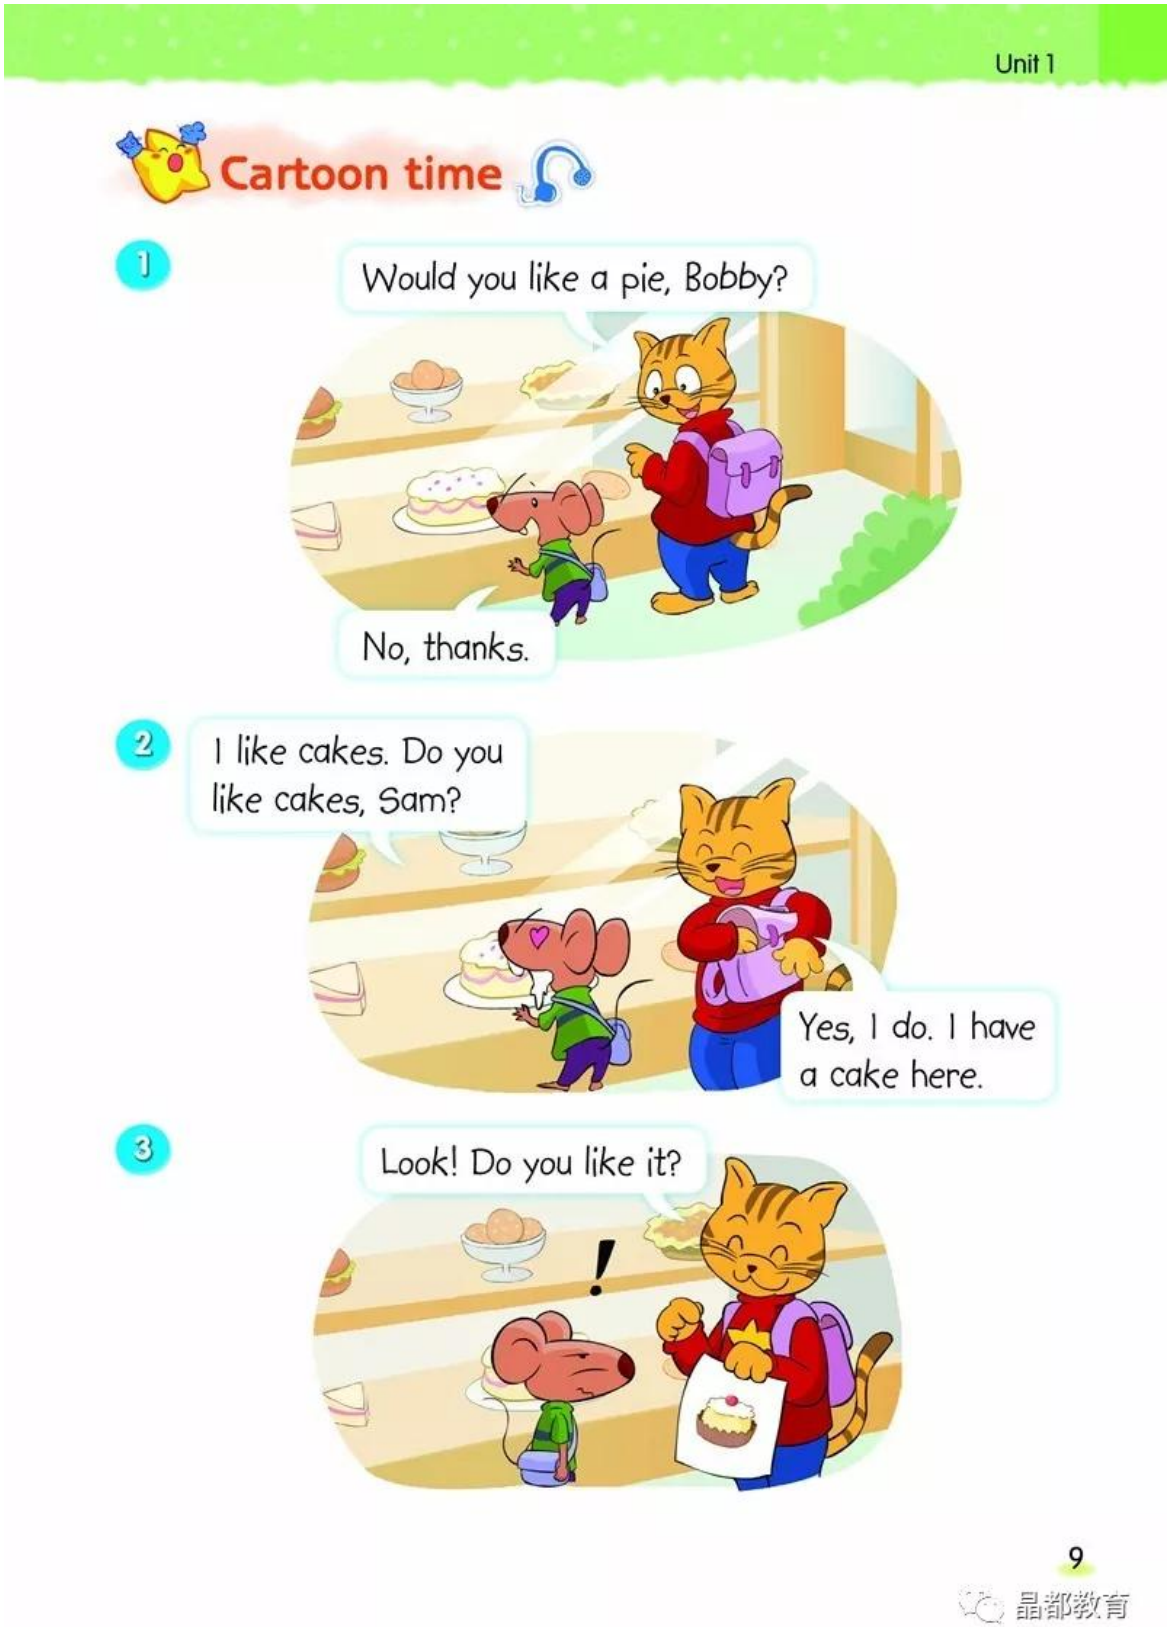 Unit 1
Cartoon time
1
Would you like a pie, Bobby?
No, thanks.
2
I like cakes. Do you
like cakes, Sam?
Yes, I do. I have
a cake here.
3
Look! Do you like it?
!
9
晶都教育